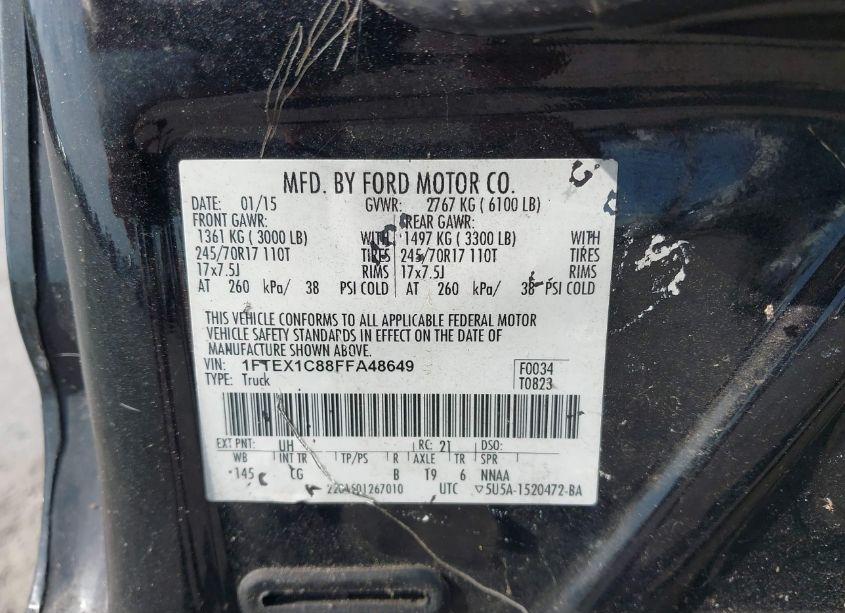 MFD. BY FORD MOTOR CO.
DATE: 01/15 GVWR: 2767 KG ( 6100 LB)
FRONT GAWR: REAR GAWR:
1361 KG ( 3000 LB) WITH 1497 KG ( 3300 LB) WITH
245/70R17 110T TIRES 245/70R17 110T TIRES
17x7.5J RIMS 17x7.5J RIMS
AT 260 kPa/ 38 PSI COLD AT 260 kPa/ 38 PSI COLD
THIS VEHICLE CONFORMS TO ALL APPLICABLE FEDERAL MOTOR
VEHICLE SAFETY STANDARDS IN EFFECT ON THE DATE OF
MANUFACTURE SHOWN ABOVE.
VIN: 1FTEX1C88FFA48649 F0034
TYPE: Truck T0823
EXT PNT: UH RC: 21 DSO:
WB INT TR TP/PS R AXLE TR SPR
145 CG B T9 6 NNAA
UTC ▽5U5A-1520472-BA